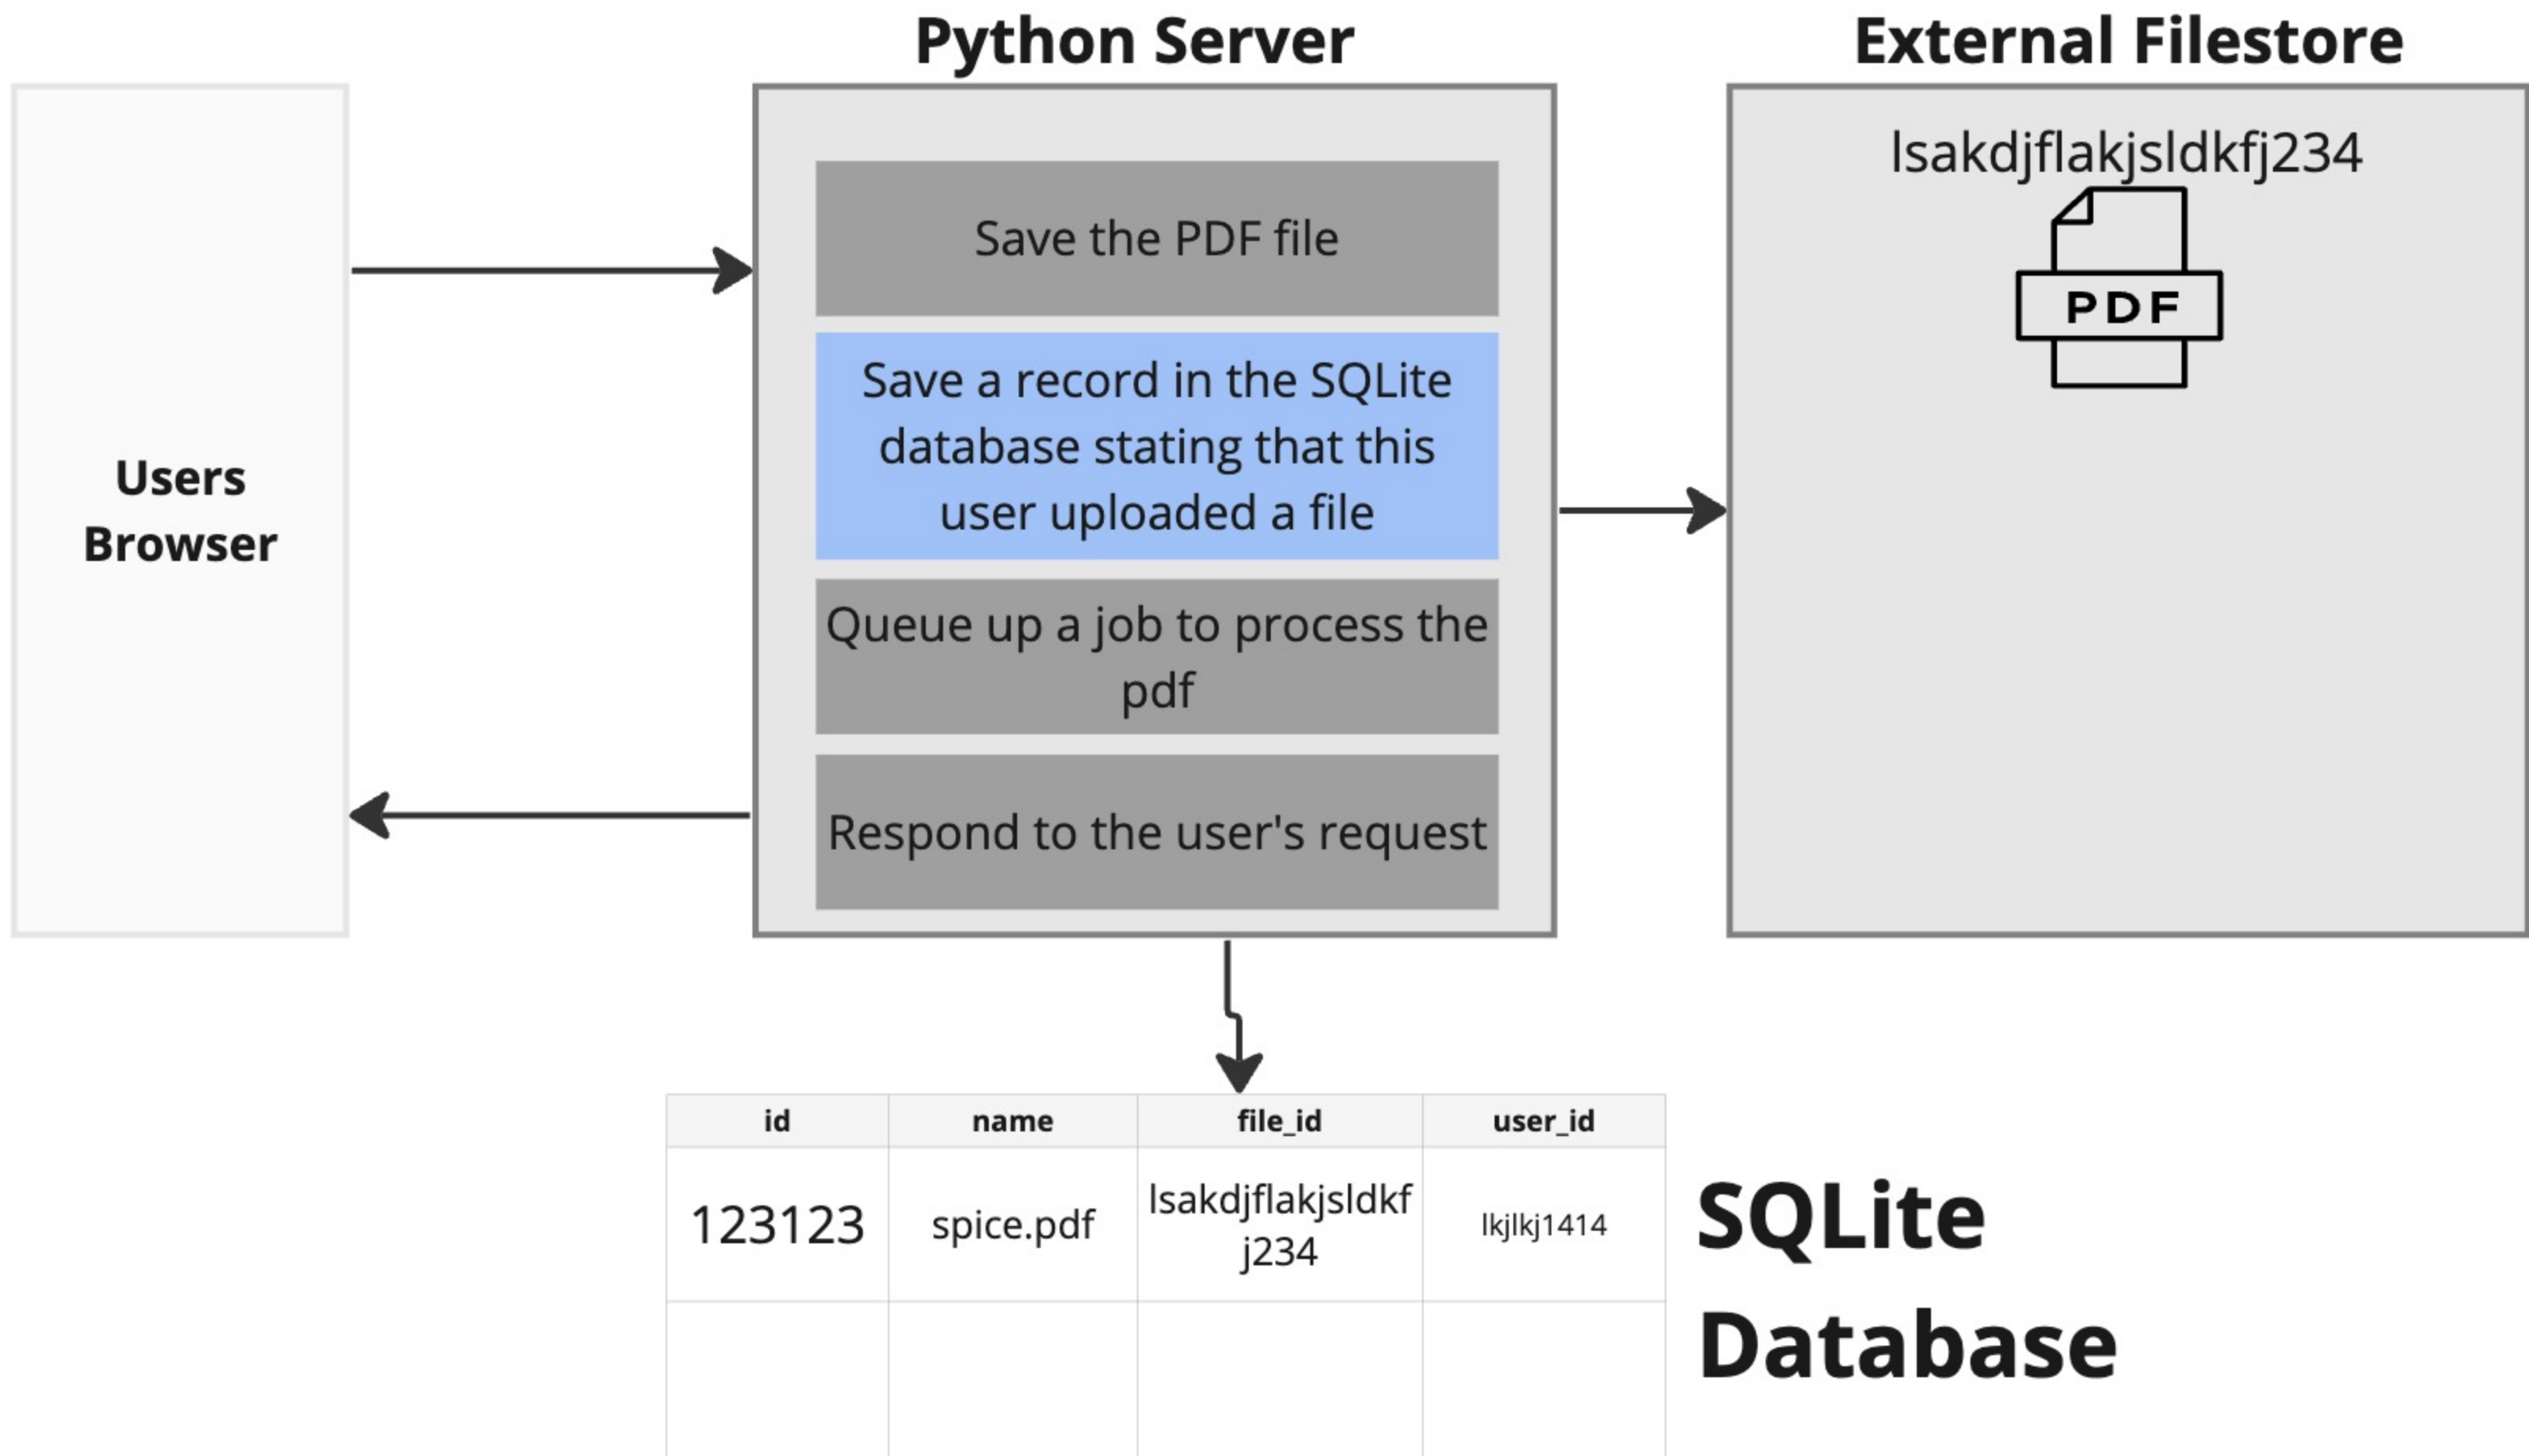 Python Server
External Filestore
Users
Browser
Save the PDF file
Save a record in the SQLite
database stating that this
user uploaded a file
Queue up a job to process the
pdf
Respond to the user's request
lsakdjflakjsldkfj234
PDF
id
name
file_id
user_id
123123
spice.pdf
lsakdjflakjsldkf
j234
lkjlkj1414
SQLite
Database